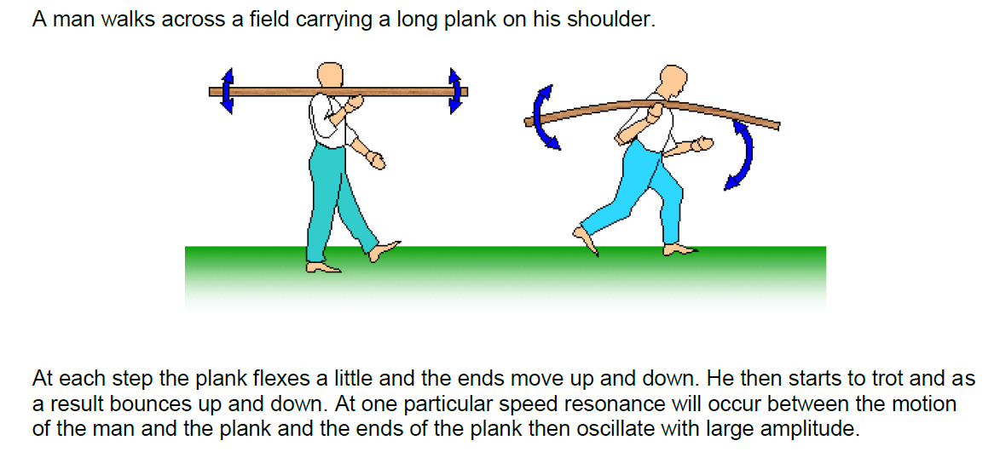 A man walks across a field carrying a long plank on his shoulder.
At each step the plank flexes a little and the ends move up and down. He then starts to trot and as
a result bounces up and down. At one particular speed resonance will occur between the motion
of the man and the plank and the ends of the plank then oscillate with large amplitude.